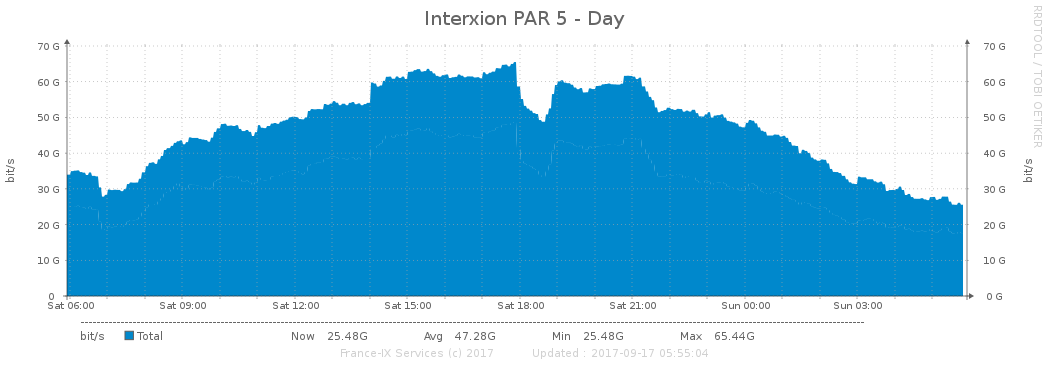 Interxion PAR 5 - Day
RRDTOOL / TOBI OETIKER
70 G 70 G
60 G 60 G
50 G 50 G
40 G 40 G
30 G 30 G
20 G 20 G
10 G 10 G
0 0 G
bit/s bit/s
Sat 06:00 Sat 09:00 Sat 12:00 Sat 15:00 Sat 18:00 Sat 21:00 Sun 00:00 Sun 03:00
bit/s Total Now 25.48G Avg 47.28G Min 25.48G Max 65.44G
France-IX Services (c) 2017 Updated : 2017-09-17 05:55:04